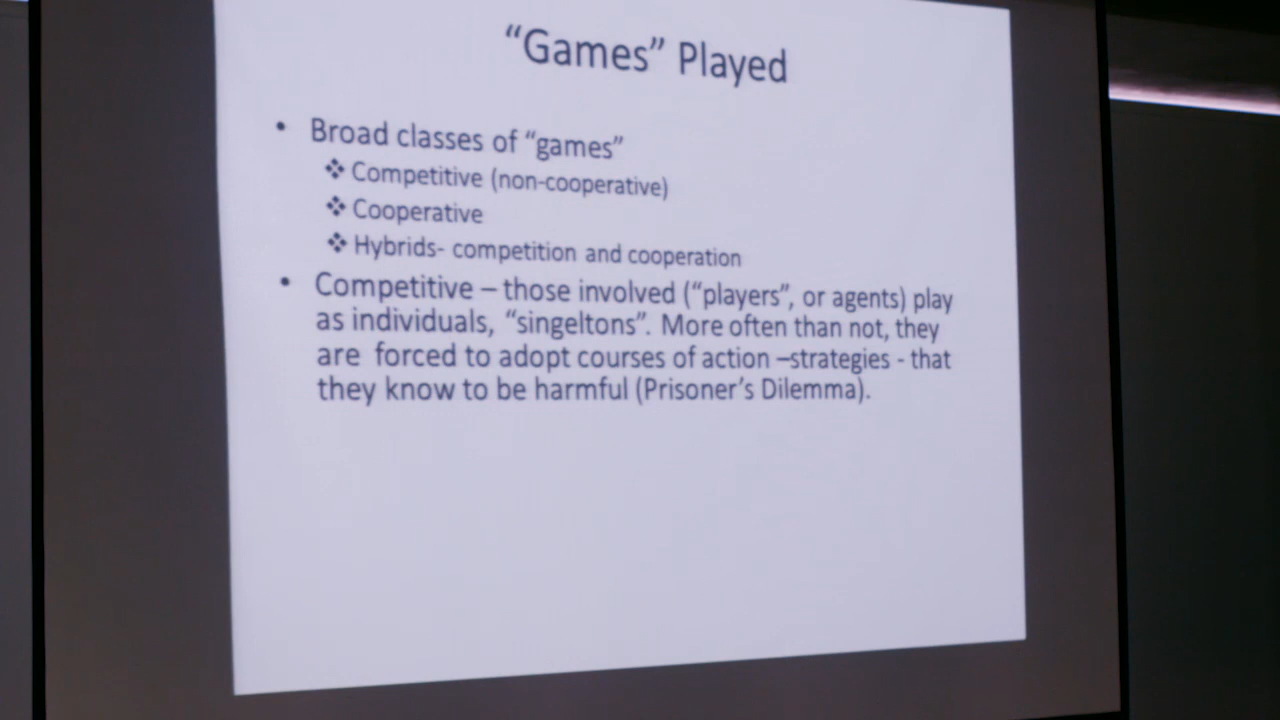 “Games” Played
• Broad classes of “games”
❖ Competitive (non-cooperative)
❖ Cooperative
❖ Hybrids- competition and cooperation
• Competitive – those involved (“players”, or agents) play
as individuals, “singeltons”. More often than not, they
are forced to adopt courses of action –strategies - that
they know to be harmful (Prisoner’s Dilemma).